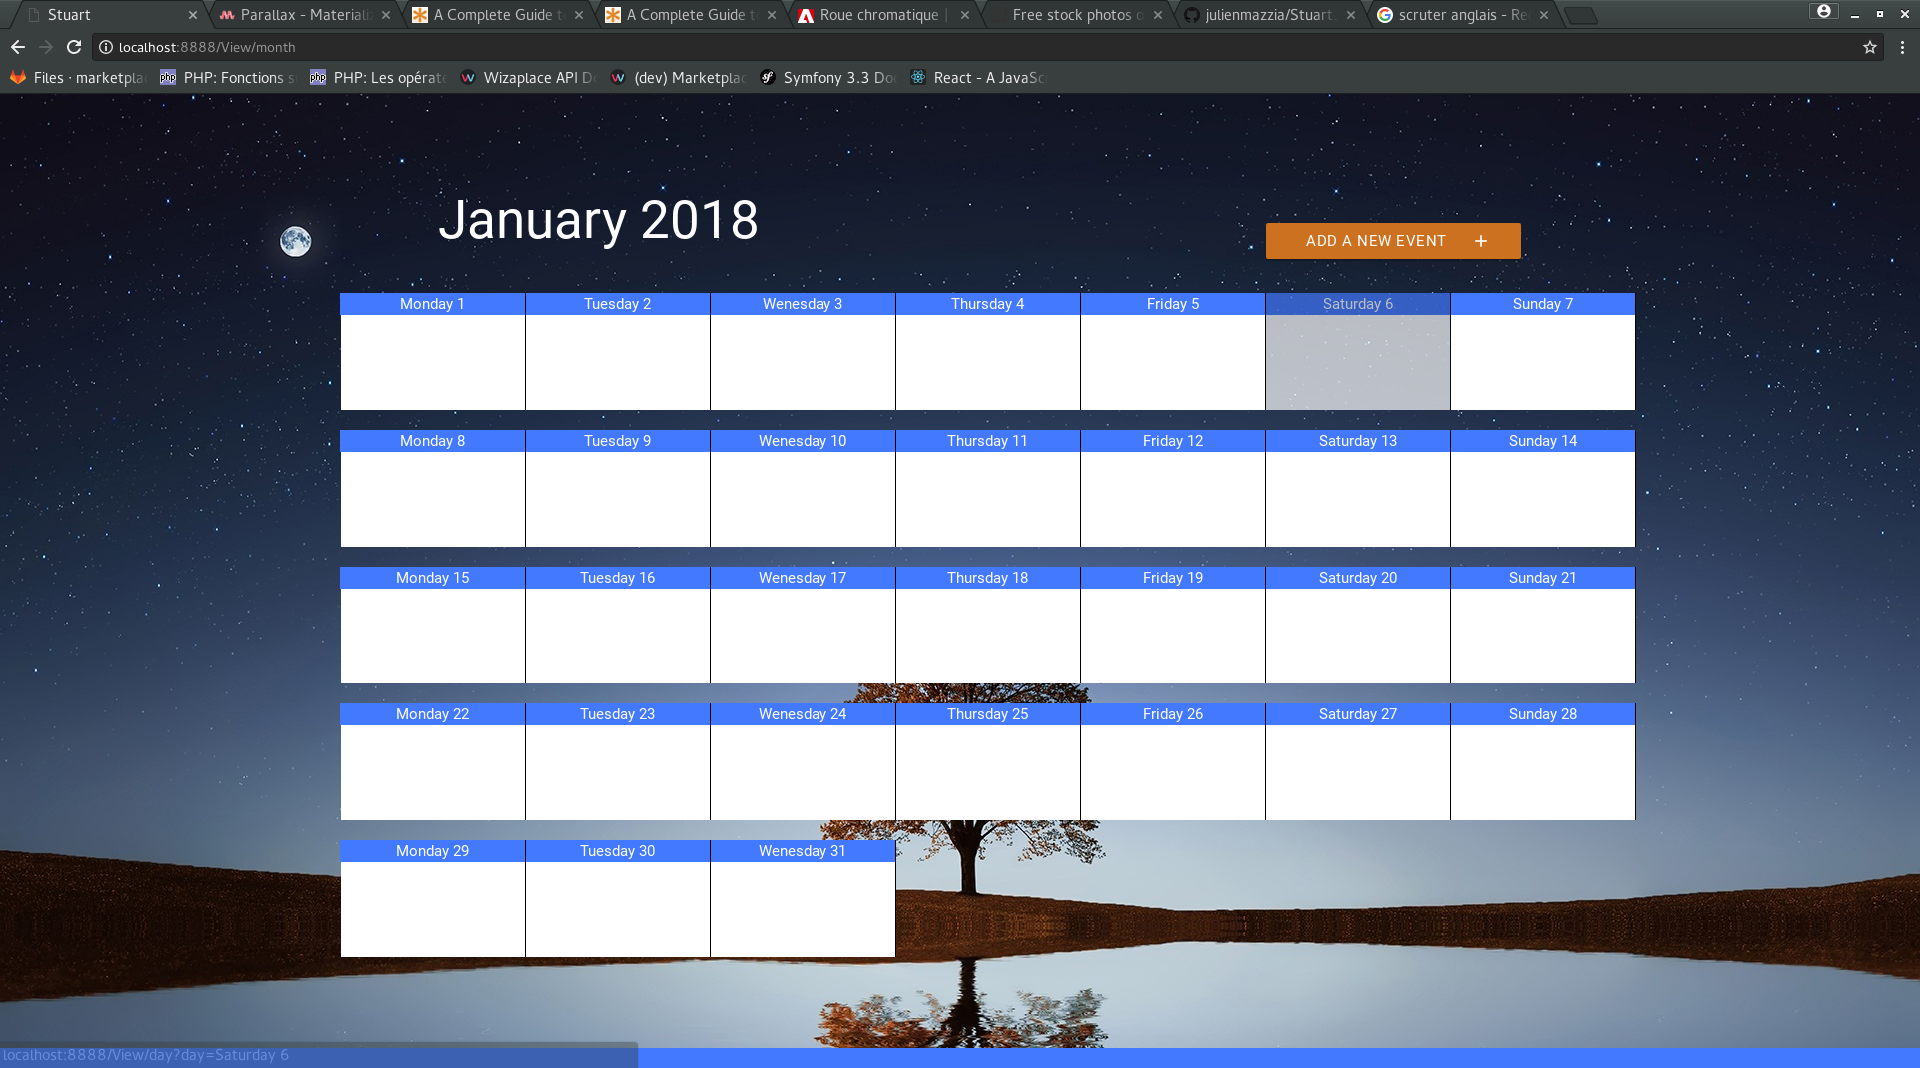 Stuart
Parallax - Materializ
A Complete Guide t
A Complete Guide t
Roue chromatique |
Free stock photos o
julienmazzia/Stuart
scruter anglais - Re
localhost:8888/View/month
Files · marketpla
PHP: Fonctions s
PHP: Les opérate
Wizaplace API D
(dev) Marketplac
Symfony 3.3 Do
React - A JavaSc
January 2018
ADD A NEW EVENT +
Monday 1 Tuesday 2 Wenesday 3 Thursday 4 Friday 5 Saturday 6 Sunday 7
Monday 8 Tuesday 9 Wenesday 10 Thursday 11 Friday 12 Saturday 13 Sunday 14
Monday 15 Tuesday 16 Wenesday 17 Thursday 18 Friday 19 Saturday 20 Sunday 21
Monday 22 Tuesday 23 Wenesday 24 Thursday 25 Friday 26 Saturday 27 Sunday 28
Monday 29 Tuesday 30 Wenesday 31
localhost:8888/View/day?day=Saturday 6